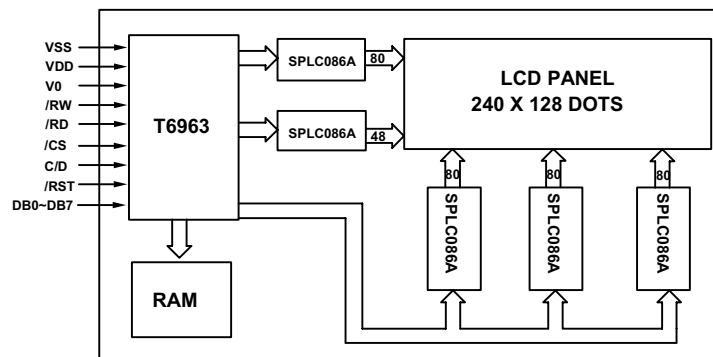 VSS
VDD
V0
/RW
/RD
/CS
C/D
/RST
DB0~DB7
T6963
RAM
SPLC086A
80
SPLC086A
48
LCD PANEL
240 X 128 DOTS
80
80
80
SPLC086A
SPLC086A
SPLC086A